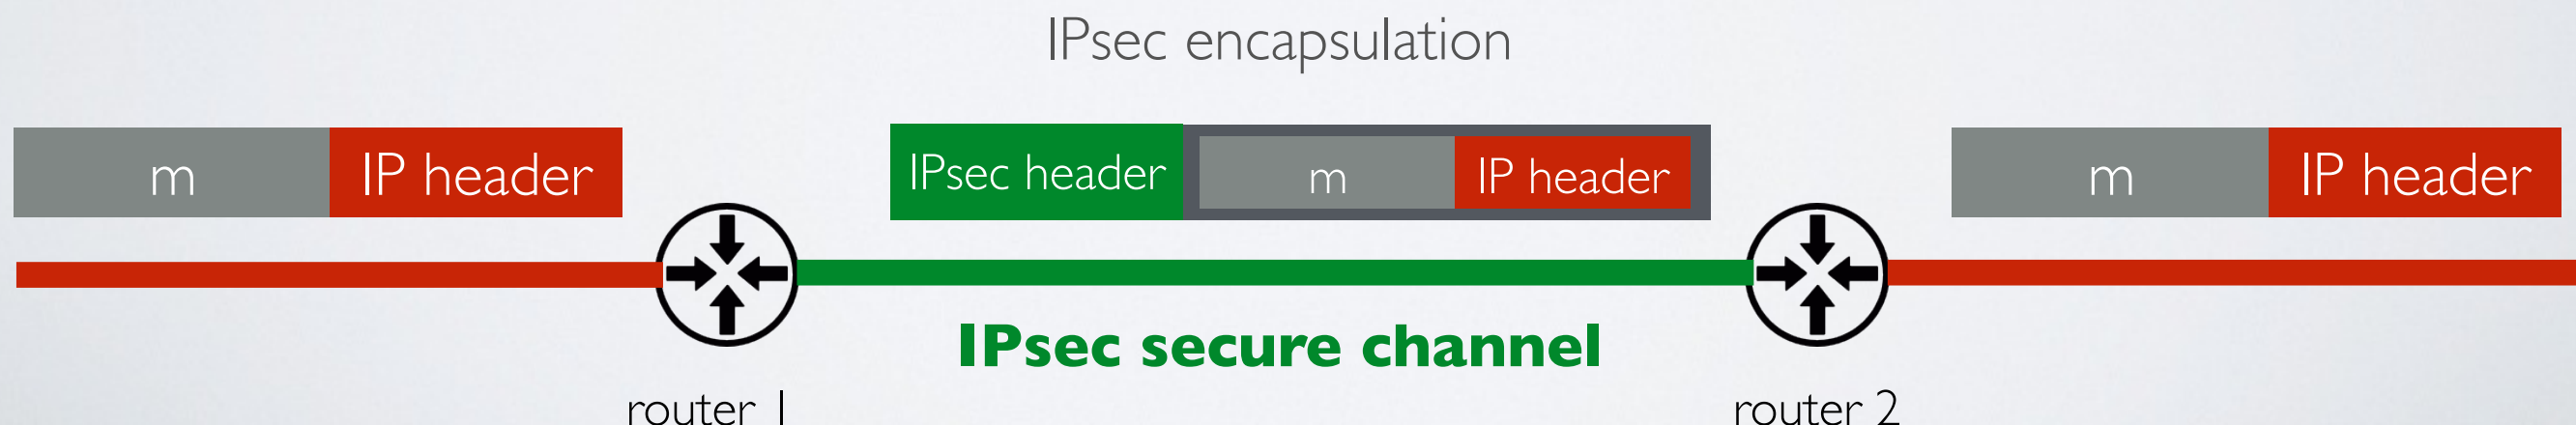 IPsec encapsulation
m IP header
IPsec header m IP header
m IP header
IPsec secure channel
router 1
router 2